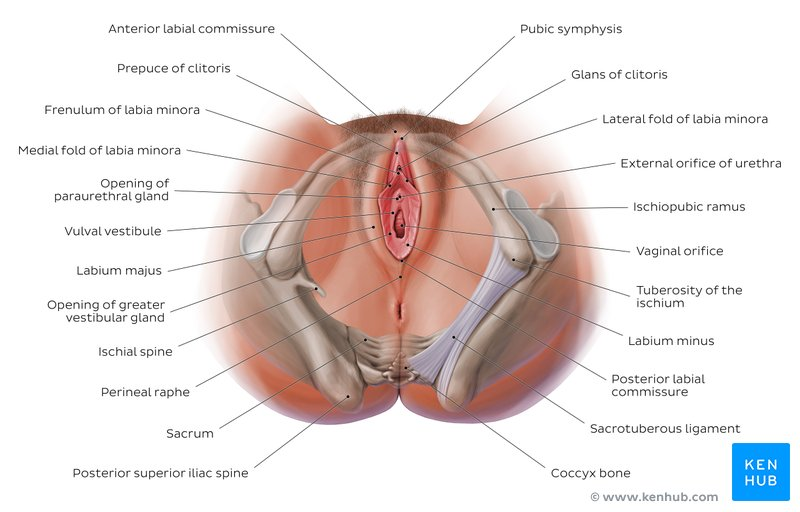 Anterior labial commissure
Prepuce of clitoris
Frenulum of labia minora
Medial fold of labia minora
Opening of
paraurethral gland
Vulval vestibule
Labium majus
Opening of greater
vestibular gland
Ischial spine
Perineal raphe
Sacrum
Posterior superior iliac spine
Pubic symphysis
Glans of clitoris
Lateral fold of labia minora
External orifice of urethra
Ischiopubic ramus
Vaginal orifice
Tuberosity of the
ischium
Labium minus
Posterior labial
commissure
Sacrotuberous ligament
Coccyx bone
KEN
HUB
© www.kenhub.com